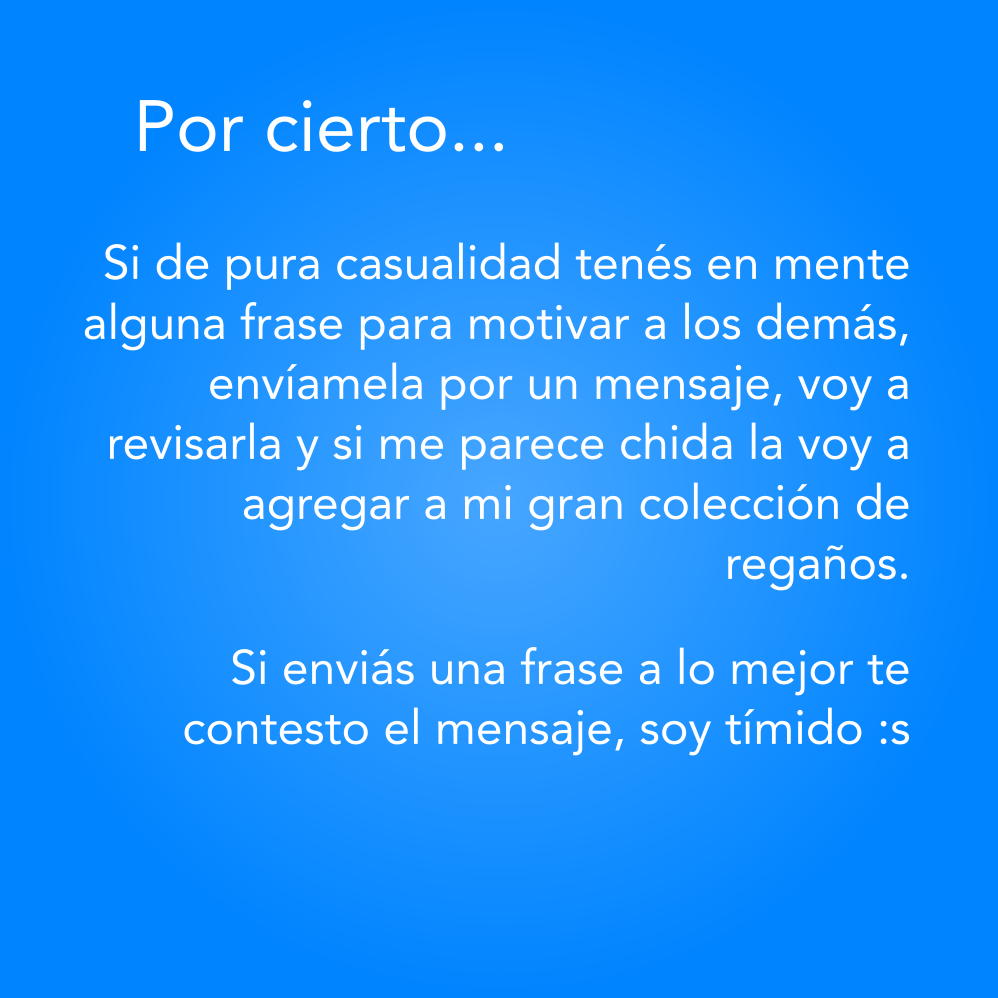 Por cierto...
Si de pura casualidad tenés en mente
alguna frase para motivar a los demás,
envíamela por un mensaje, voy a
revisarla y si me parece chida la voy a
agregar a mi gran colección de
regaños.
Si enviás una frase a lo mejor te
contesto el mensaje, soy tímido :s